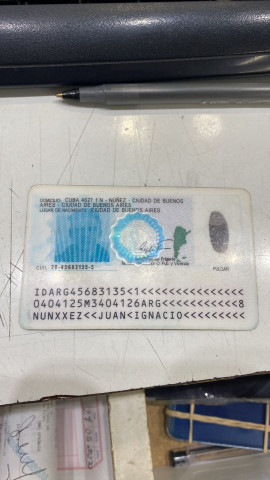 DOMICILIO: CUBA 4571 1 N - NUÑEZ - CIUDAD DE BUENOS
AIRES - CIUDAD DE BUENOS AIRES
LUGAR DE NACIMIENTO: CIUDAD DE BUENOS AIRES
CUIL: 20-45683135-5
PULGAR
IDARG45683135<1<<<<<<<<<<<<<<<
0404125M3404126ARG<<<<<<<<<<<8
NUNXXEZ<<JUAN<IGNACIO<<<<<<<<<